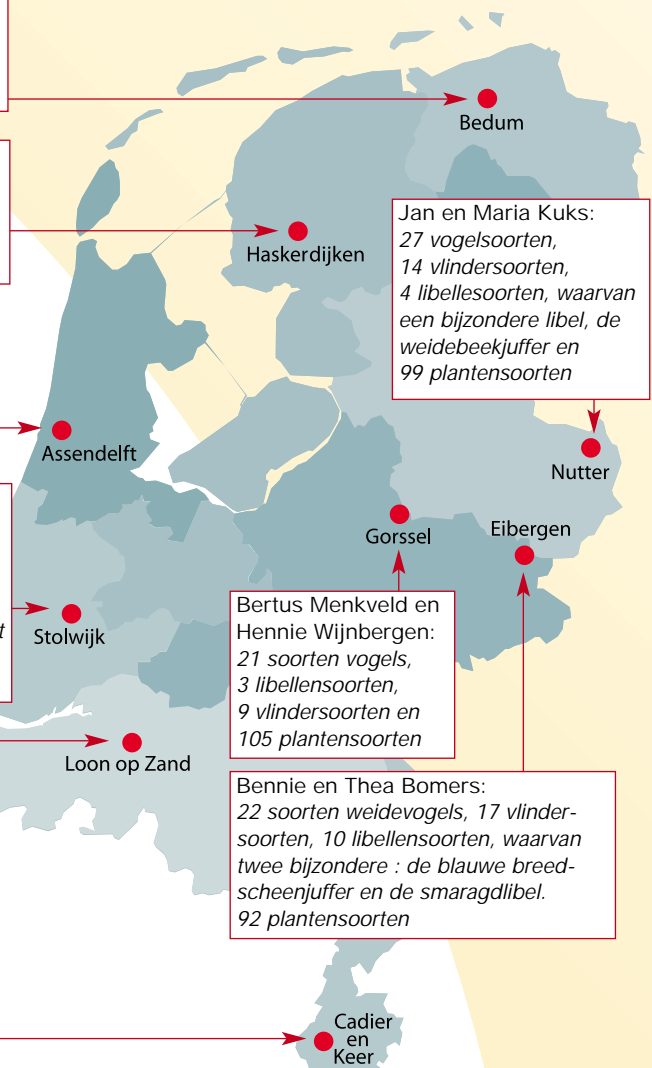 Bedum
Haskerdijken
Jan en Maria Kuks:
27 vogelsoorten,
14 vlindersoorten,
4 libellesoorten, waarvan
een bijzondere libel, de
weidebeekjuffer en
99 plantensoorten
Assendelft
Nutter
Gorssel
Eibergen
Bertus Menkveld en
Hennie Wijnbergen:
21 soorten vogels,
3 libellensoorten,
9 vlindersoorten en
105 plantensoorten
t
Stolwijk
Loon op Zand
Bennie en Thea Bomers:
22 soorten weidevogels, 17 vlinder-
soorten, 10 libellensoorten, waarvan
twee bijzondere : de blauwe breed-
scheenjuffer en de smaragdlibel.
92 plantensoorten
Cadier
en
Keer